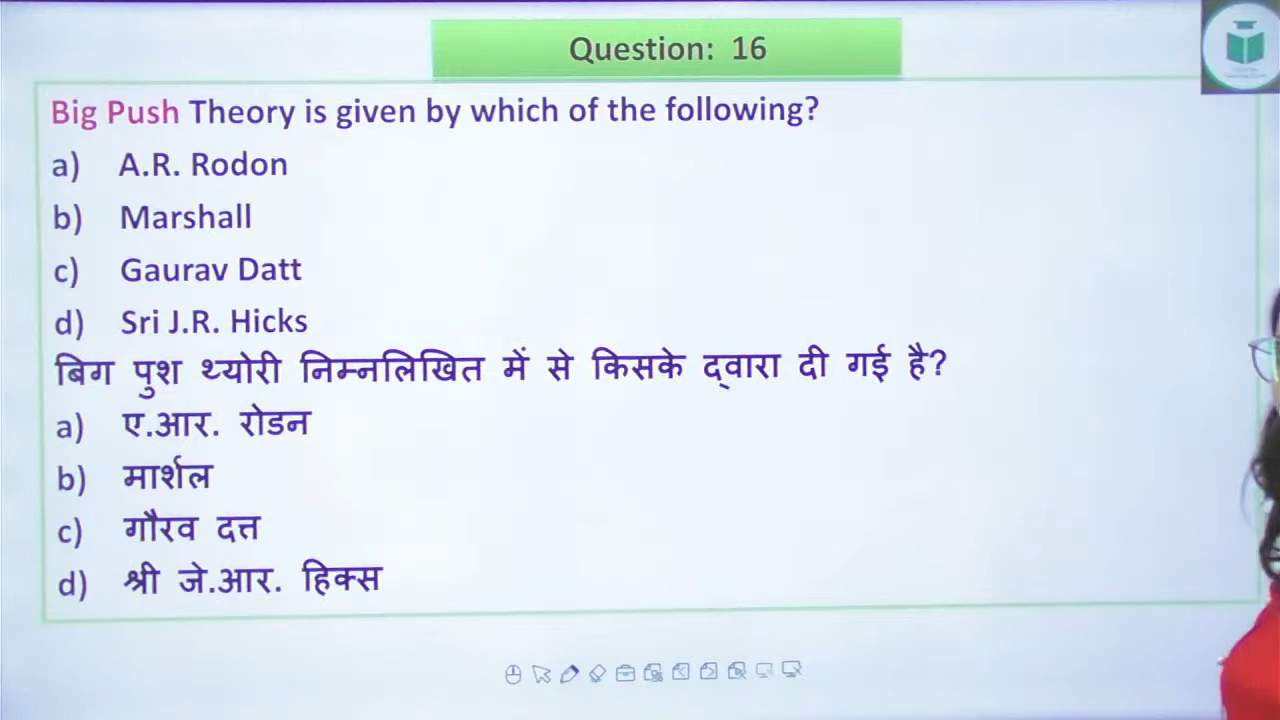 Question: 16
Big Push Theory is given by which of the following?
a) A.R. Rodon
b) Marshall
c) Gaurav Datt
d) Sri J.R. Hicks
बिग पुश थ्योरी निम्नलिखित में से किसके द्वारा दी गई है?
a) ए.आर. रोडन
b) मार्शल
c) गौरव दत्त
d) श्री जे.आर. हिक्स